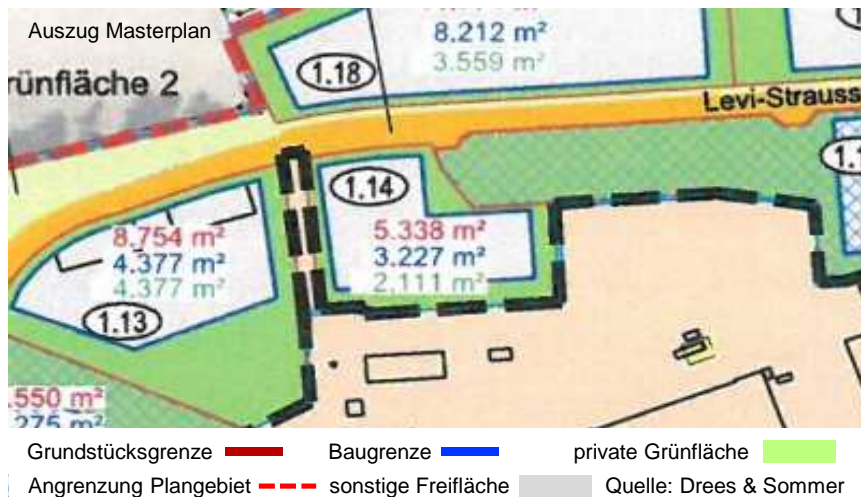 Auszug Masterplan
8.212 m²
3.559 m²
1.18
rünfläche 2
Levi-Strauss
1.14
5.338 m²
3.227 m²
2.111 m²
8.754 m²
4.377 m²
4.377 m²
1.13
.550 m²
.275 m²
Grundstücksgrenze Baugrenze private Grünfläche
Angrenzung Plangebiet sonstige Freifläche Quelle: Drees & Sommer